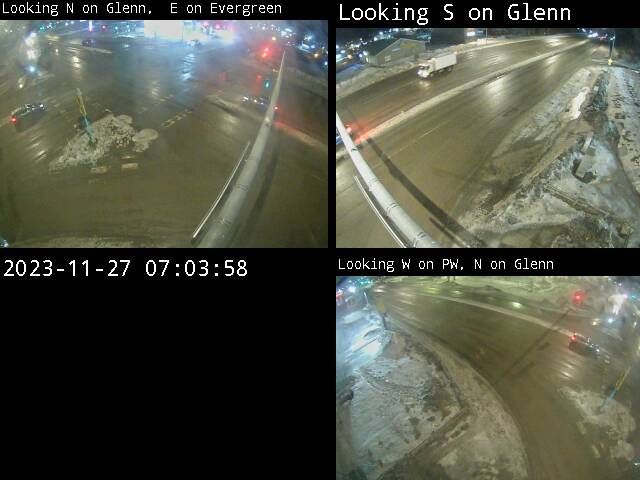 Looking N on Glenn, E on Evergreen
Looking S on Glenn
2023-11-27 07:03:58
Looking W on PW, N on Glenn